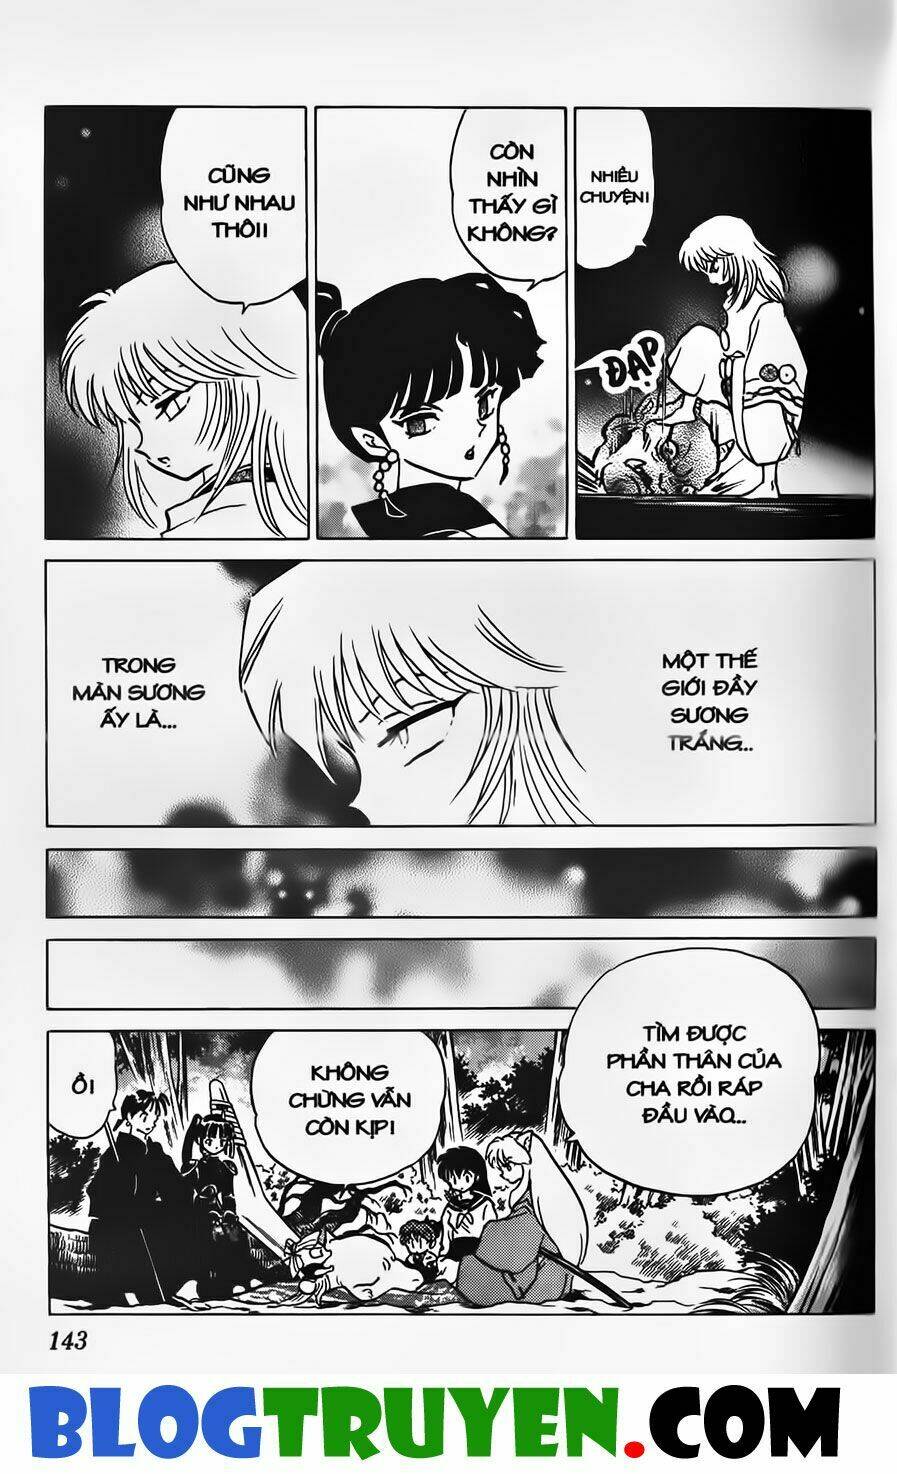 NHIỀU
CHUYỆN!
ĐẠP
CÒN
NHÌN
THẤY GÌ
KHÔNG?
CŨNG
NHƯ NHAU
THÔI!
MỘT THẾ
GIỚI ĐẦY
SƯƠNG
TRẮNG...
TRONG
MÀN SƯƠNG
ẤY LÀ...
TÌM ĐƯỢC
PHẦN THÂN CỦA
CHA RỒI RÁP
ĐẦU VÀO...
KHÔNG
CHỪNG VẪN
CÒN KỊP!
Ồ!
143
BLOGTRUYEN.COM